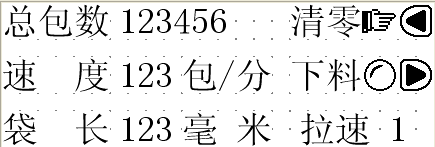 总包数 123456 清零
速 度 123 包/分 下料
袋 长 123 毫 米 拉速 1